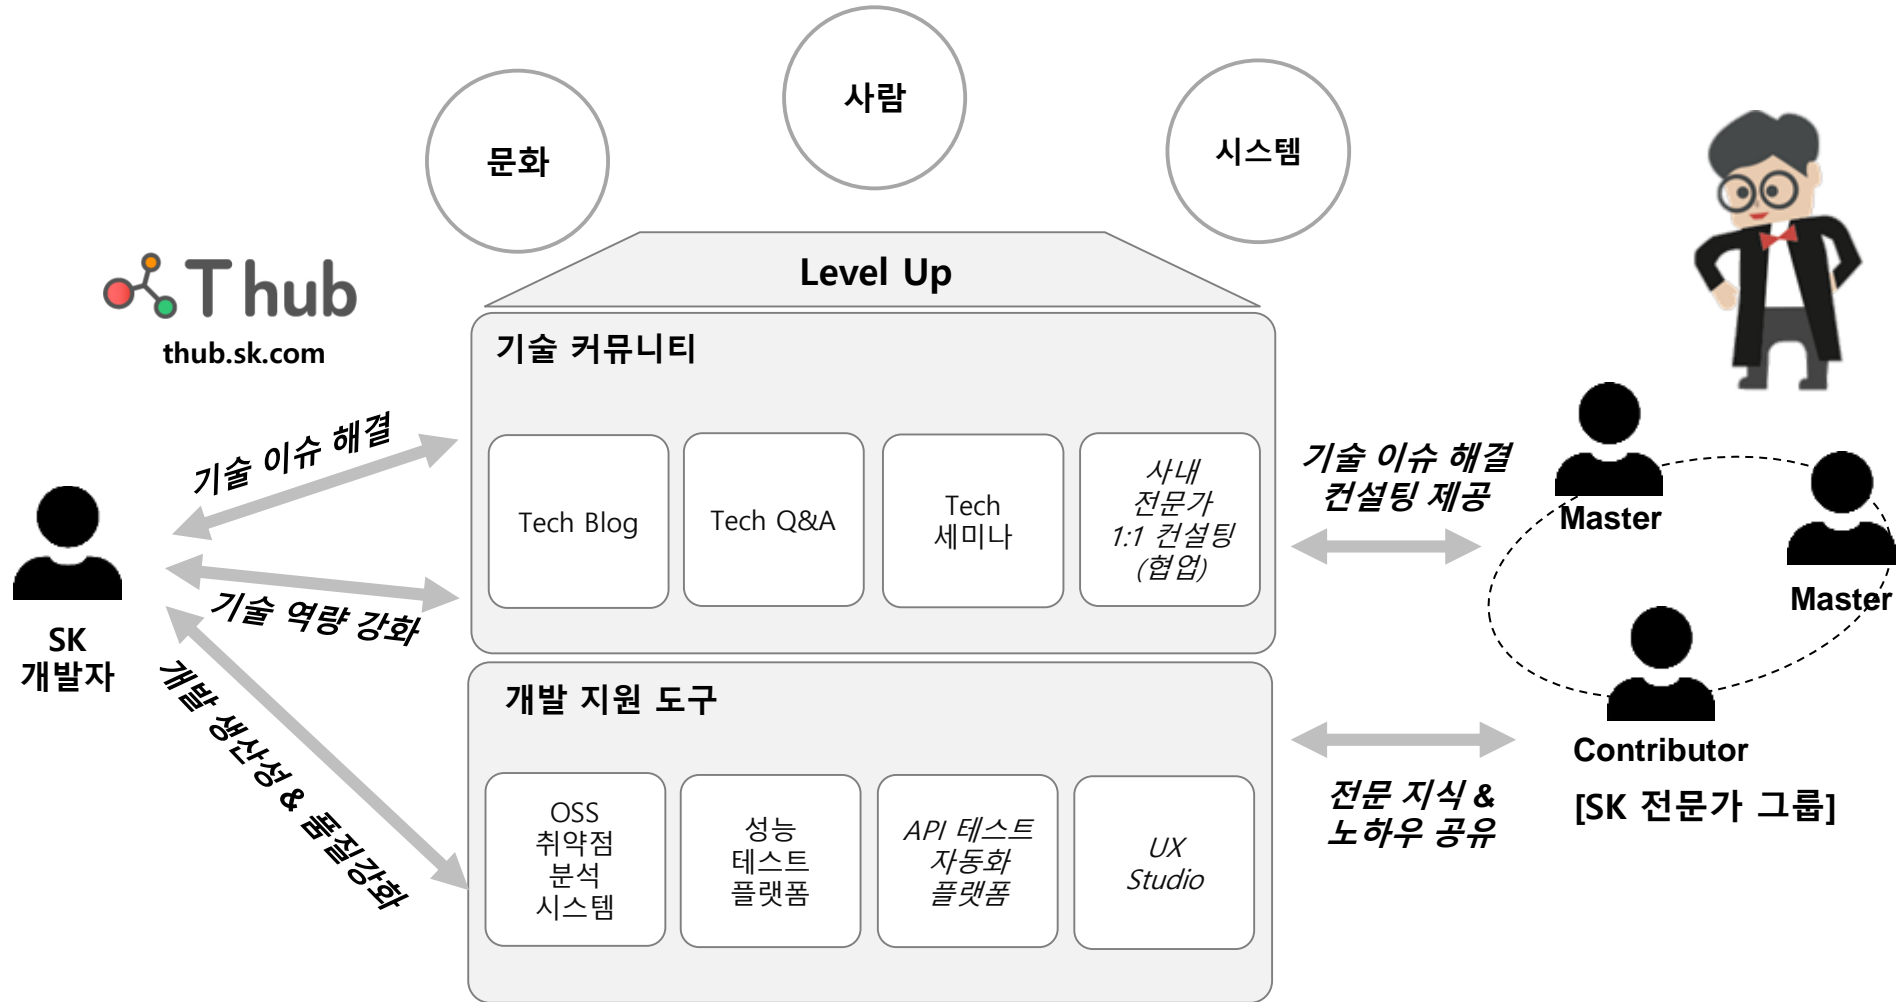 문화
사람
시스템
T hub
thub.sk.com
Level Up
기술 커뮤니티
Tech Blog
Tech Q&A
Tech
세미나
사내
전문가
1:1 컨설팅
(협업)
기술 이슈 해결
기술 역량 강화
개발 생산성 & 품질강화
SK
개발자
개발 지원 도구
OSS
취약점
분석
시스템
성능
테스트
플랫폼
API 테스트
자동화
플랫폼
UX
Studio
기술 이슈 해결
컨설팅 제공
전문 지식 &
노하우 공유
Master
Master
Contributor
[SK 전문가 그룹]